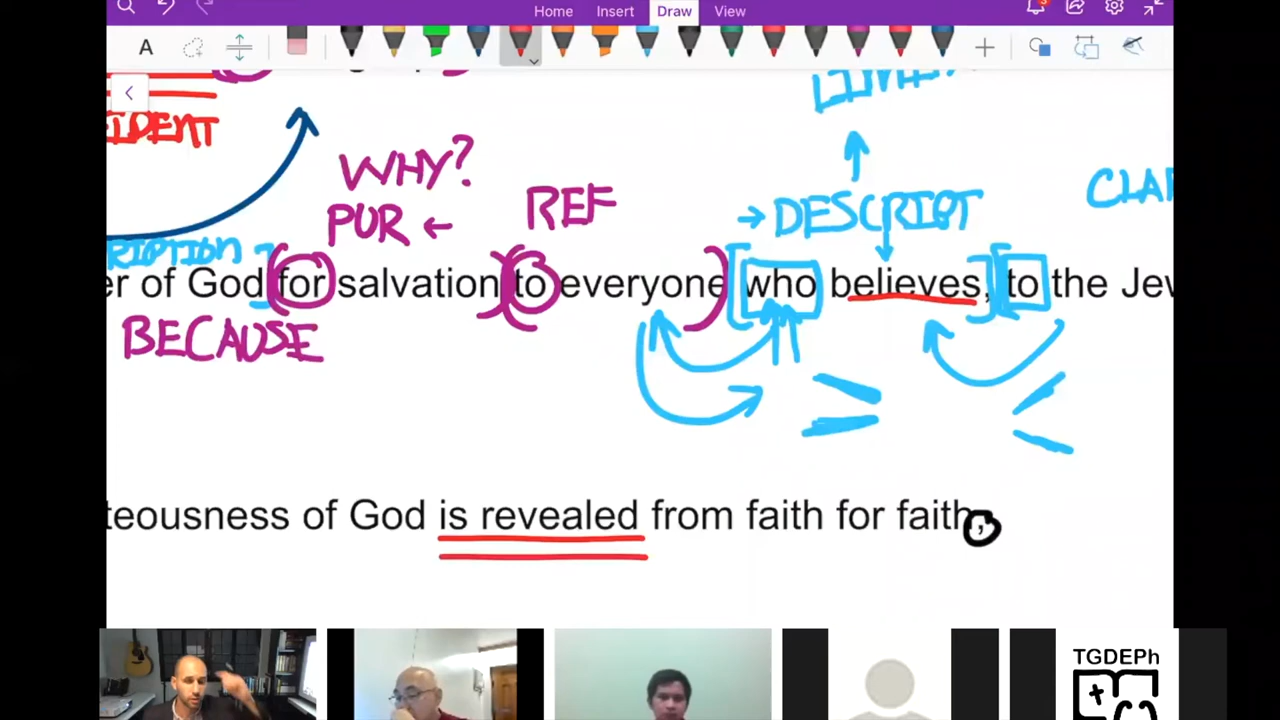 Home Insert Draw View
A
IDENT
WHY?
PUR ← REF → DESCRIPT CLA
RIPTION
er of God for salvation to everyone who believes, to the Jew
BECAUSE
teousness of God is revealed from faith for faith,
TGDEPh